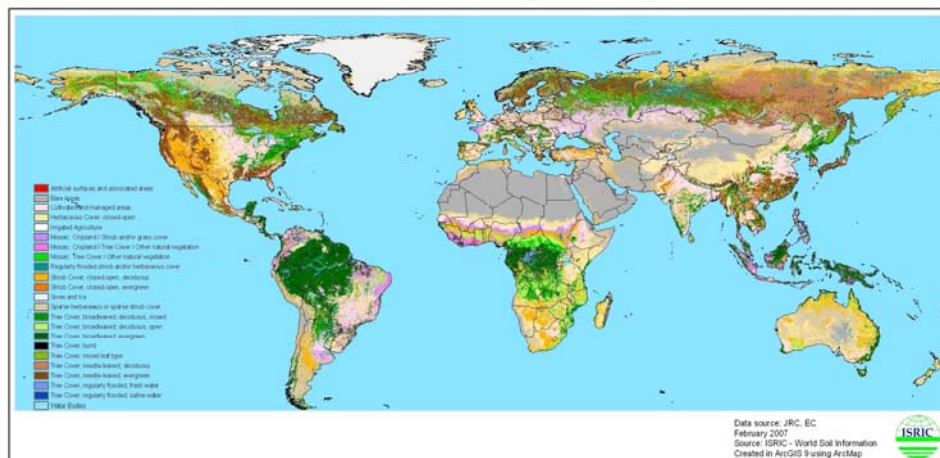 Artificial surfaces and associated areas
Bare Areas
Cultivated and managed areas
Herbaceous Cover, closed-open
Irrigated Agriculture
Mosaic: Cropland / Shrub and/or grass cover
Mosaic: Cropland / Tree Cover / Other natural vegetation
Mosaic: Tree Cover / Other natural vegetation
Regularly flooded shrub and/or herbaceous cover
Shrub Cover, closed-open, deciduous
Shrub Cover, closed-open, evergreen
Snow and Ice
Sparse herbaceous or sparse shrub cover
Tree Cover, broadleaved, deciduous, closed
Tree Cover, broadleaved, deciduous, open
Tree Cover, broadleaved, evergreen
Tree Cover, burnt
Tree Cover, mixed leaf type
Tree Cover, needle-leaved, deciduous
Tree Cover, needle-leaved, evergreen
Tree Cover, regularly flooded, fresh water
Tree Cover, regularly flooded, saline water
Water Bodies
Data source: JRC, EC
February 2007
Source: ISRIC - World Soil Information
Created in ArcGIS 9 using ArcMap
ISRIC